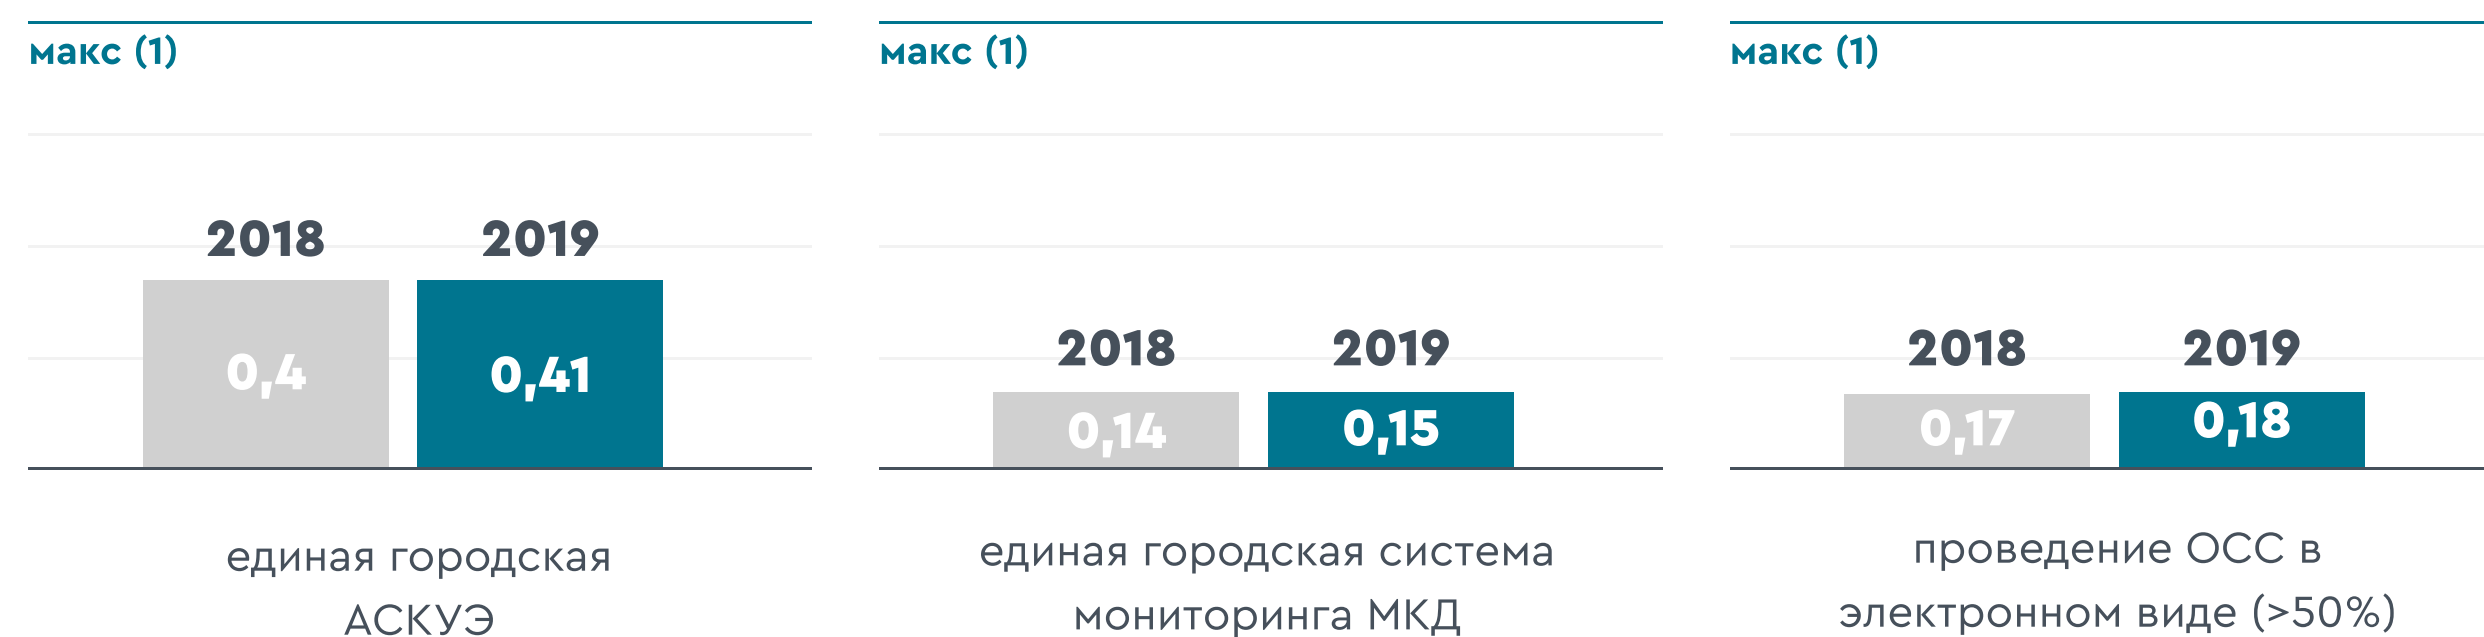 макс (1)
2018
2019
0,4
0,41
единая городская
АСКУЭ
макс (1)
2018
2019
0,14
0,15
единая городская система
мониторинга МКД
макс (1)
2018
2019
0,17
0,18
проведение ОСС в
электронном виде (>50%)